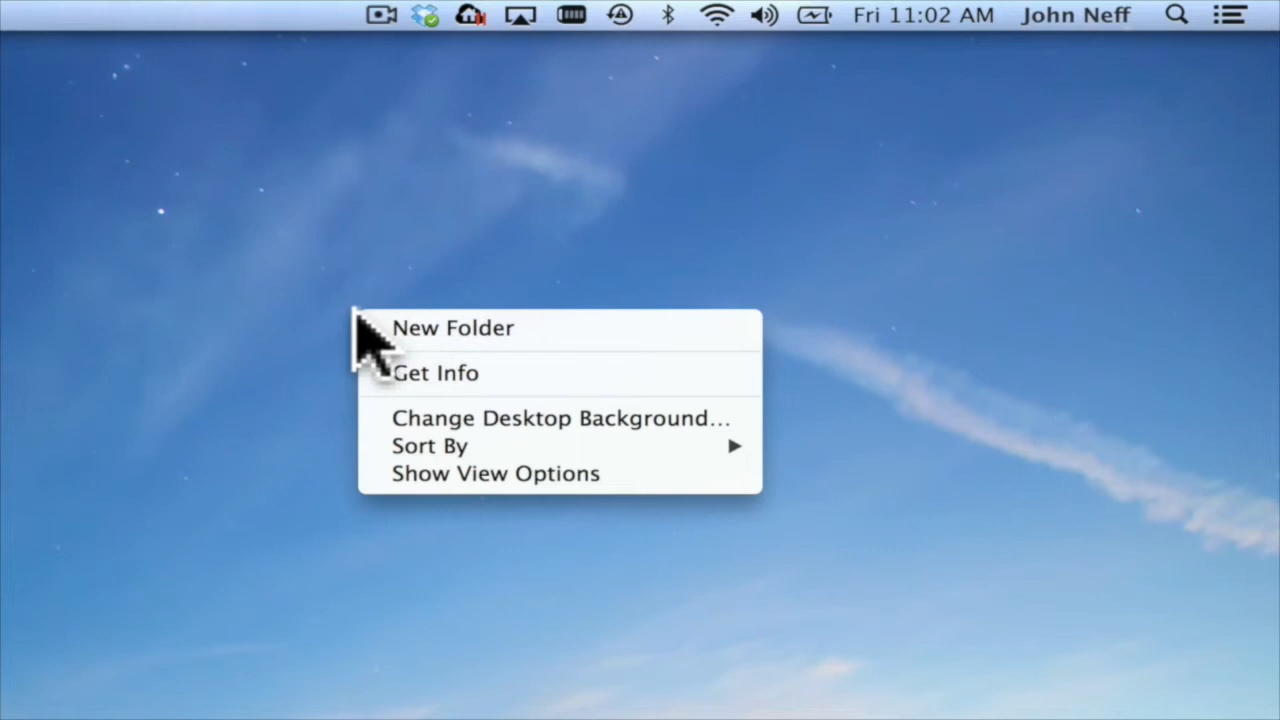 Fri 11:02 AM John Neff
New Folder
Get Info
Change Desktop Background...
Sort By
Show View Options